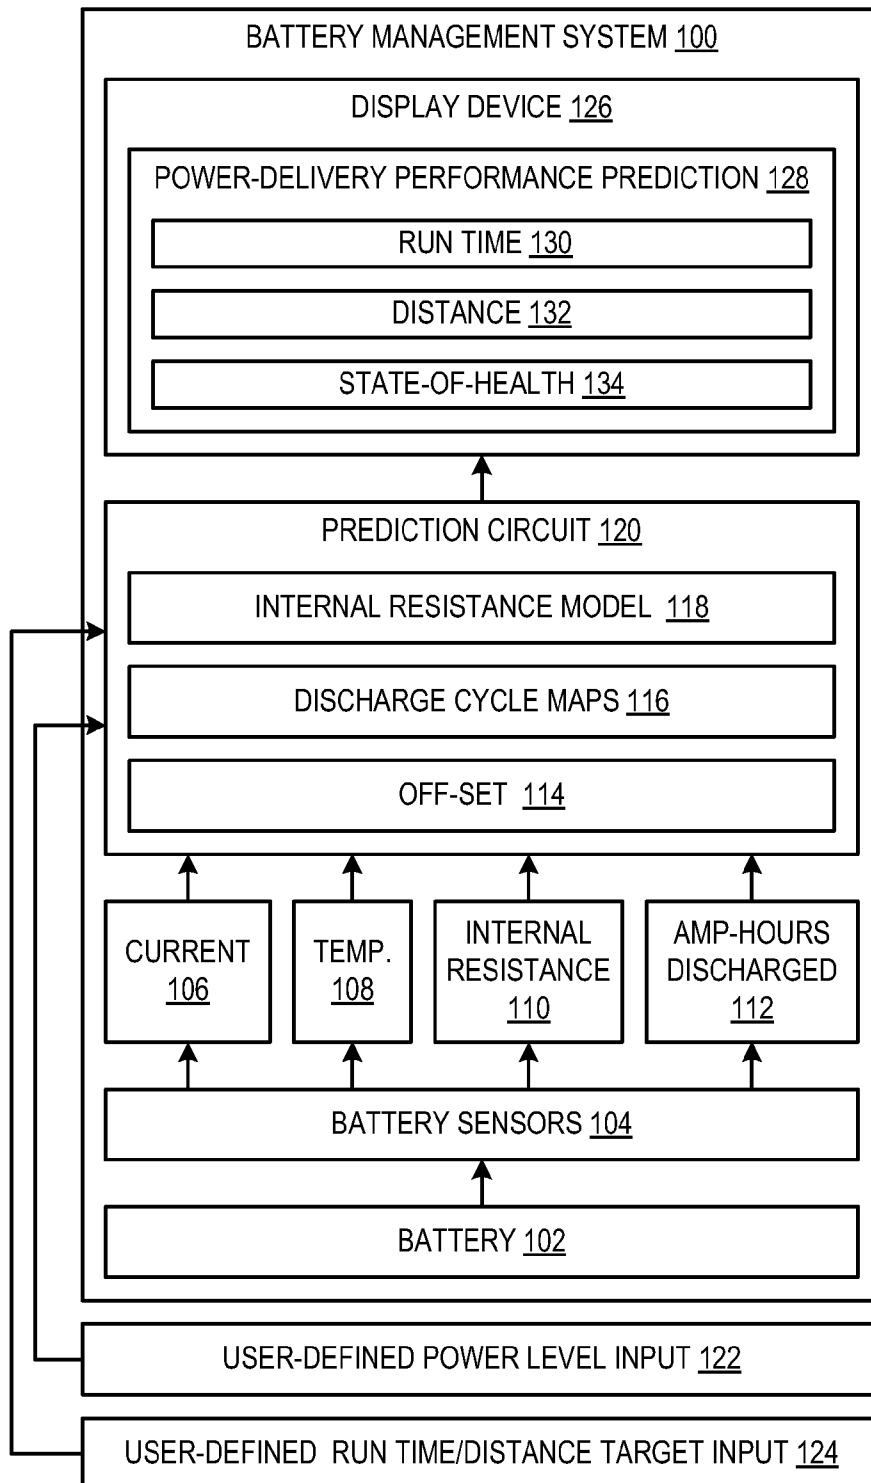 BATTERY MANAGEMENT SYSTEM 100
DISPLAY DEVICE 126
POWER-DELIVERY PERFORMANCE PREDICTION 128
RUN TIME 130
DISTANCE 132
STATE-OF-HEALTH 134
PREDICTION CIRCUIT 120
INTERNAL RESISTANCE MODEL 118
DISCHARGE CYCLE MAPS 116
OFF-SET 114
CURRENT
106
TEMP.
108
INTERNAL
RESISTANCE
110
AMP-HOURS
DISCHARGED
112
BATTERY SENSORS 104
BATTERY 102
USER-DEFINED POWER LEVEL INPUT 122
USER-DEFINED RUN TIME/DISTANCE TARGET INPUT 124